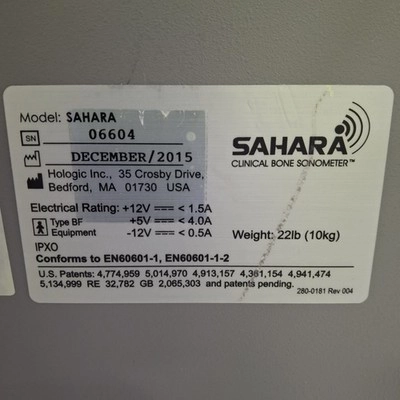 Model: SAHARA
SN 06604
DECEMBER/2015
SAHARA
CLINICAL BONE SONOMETER™
Hologic Inc., 35 Crosby Drive,
Bedford, MA 01730 USA
Electrical Rating: +12V < 1.5A
Type BF +5V < 4.0A
Equipment -12V < 0.5A
Weight: 22lb (10kg)
IPXO
Conforms to EN60601-1, EN60601-1-2
U.S. Patents: 4,774,959 5,014,970 4,913,157 4,361,154 4,941,474
5,134,999 RE 32,782 GB 2,065,303 and patents pending.
280-0181 Rev 004